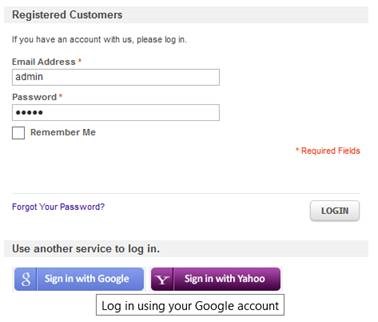 Registered Customers
If you have an account with us, please log in.
Email Address *
admin
Password *
•••••
Remember Me
* Required Fields
Forgot Your Password?
LOGIN
Use another service to log in.
g Sign in with Google
Y Sign in with Yahoo
Log in using your Google account